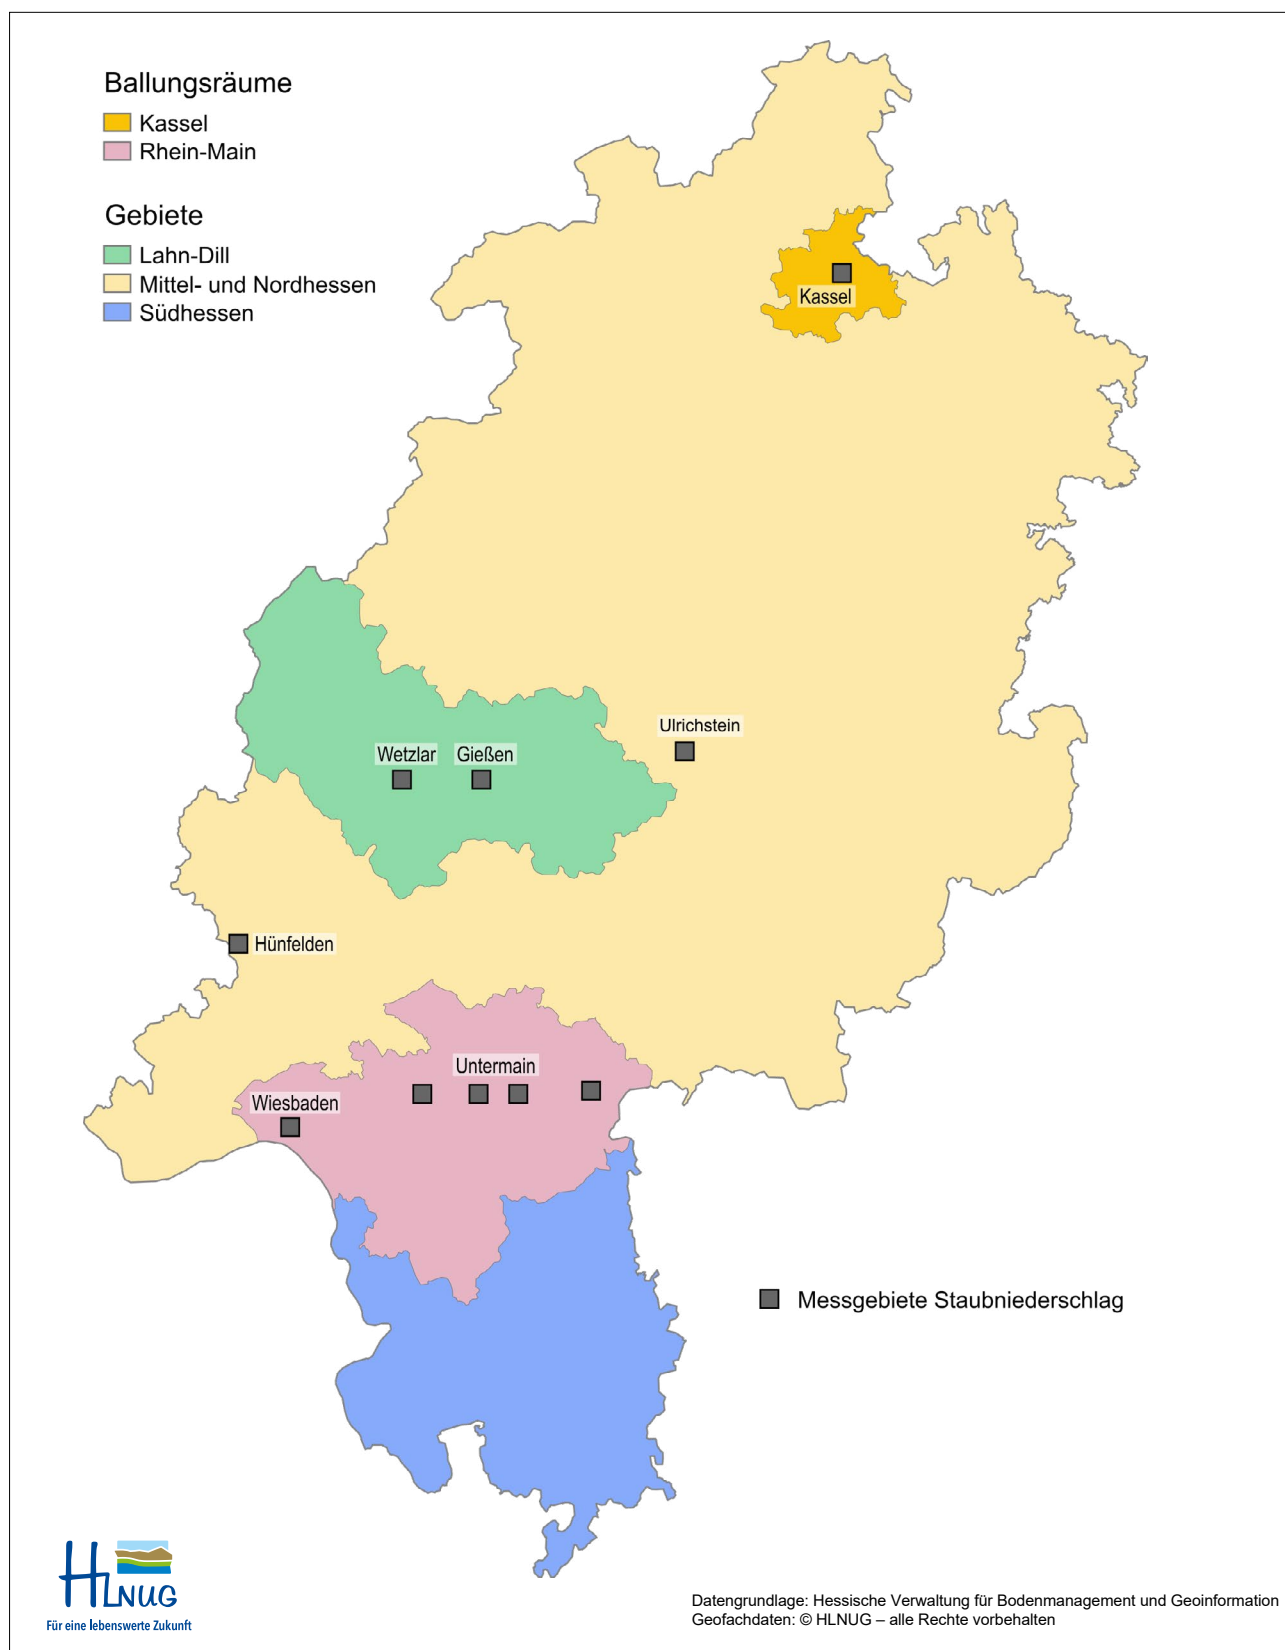 Ballungsräume
Kassel
Rhein-Main
Gebiete
Lahn-Dill
Mittel- und Nordhessen
Südhessen
Kassel
Ulrichstein
Wetzlar
Gießen
Hünfelden
Untermain
Wiesbaden
Messgebiete Staubniederschlag
HLNUG
Für eine lebenswerte Zukunft
Datengrundlage: Hessische Verwaltung für Bodenmanagement und Geoinformation
Geofachdaten: © HLNUG – alle Rechte vorbehalten